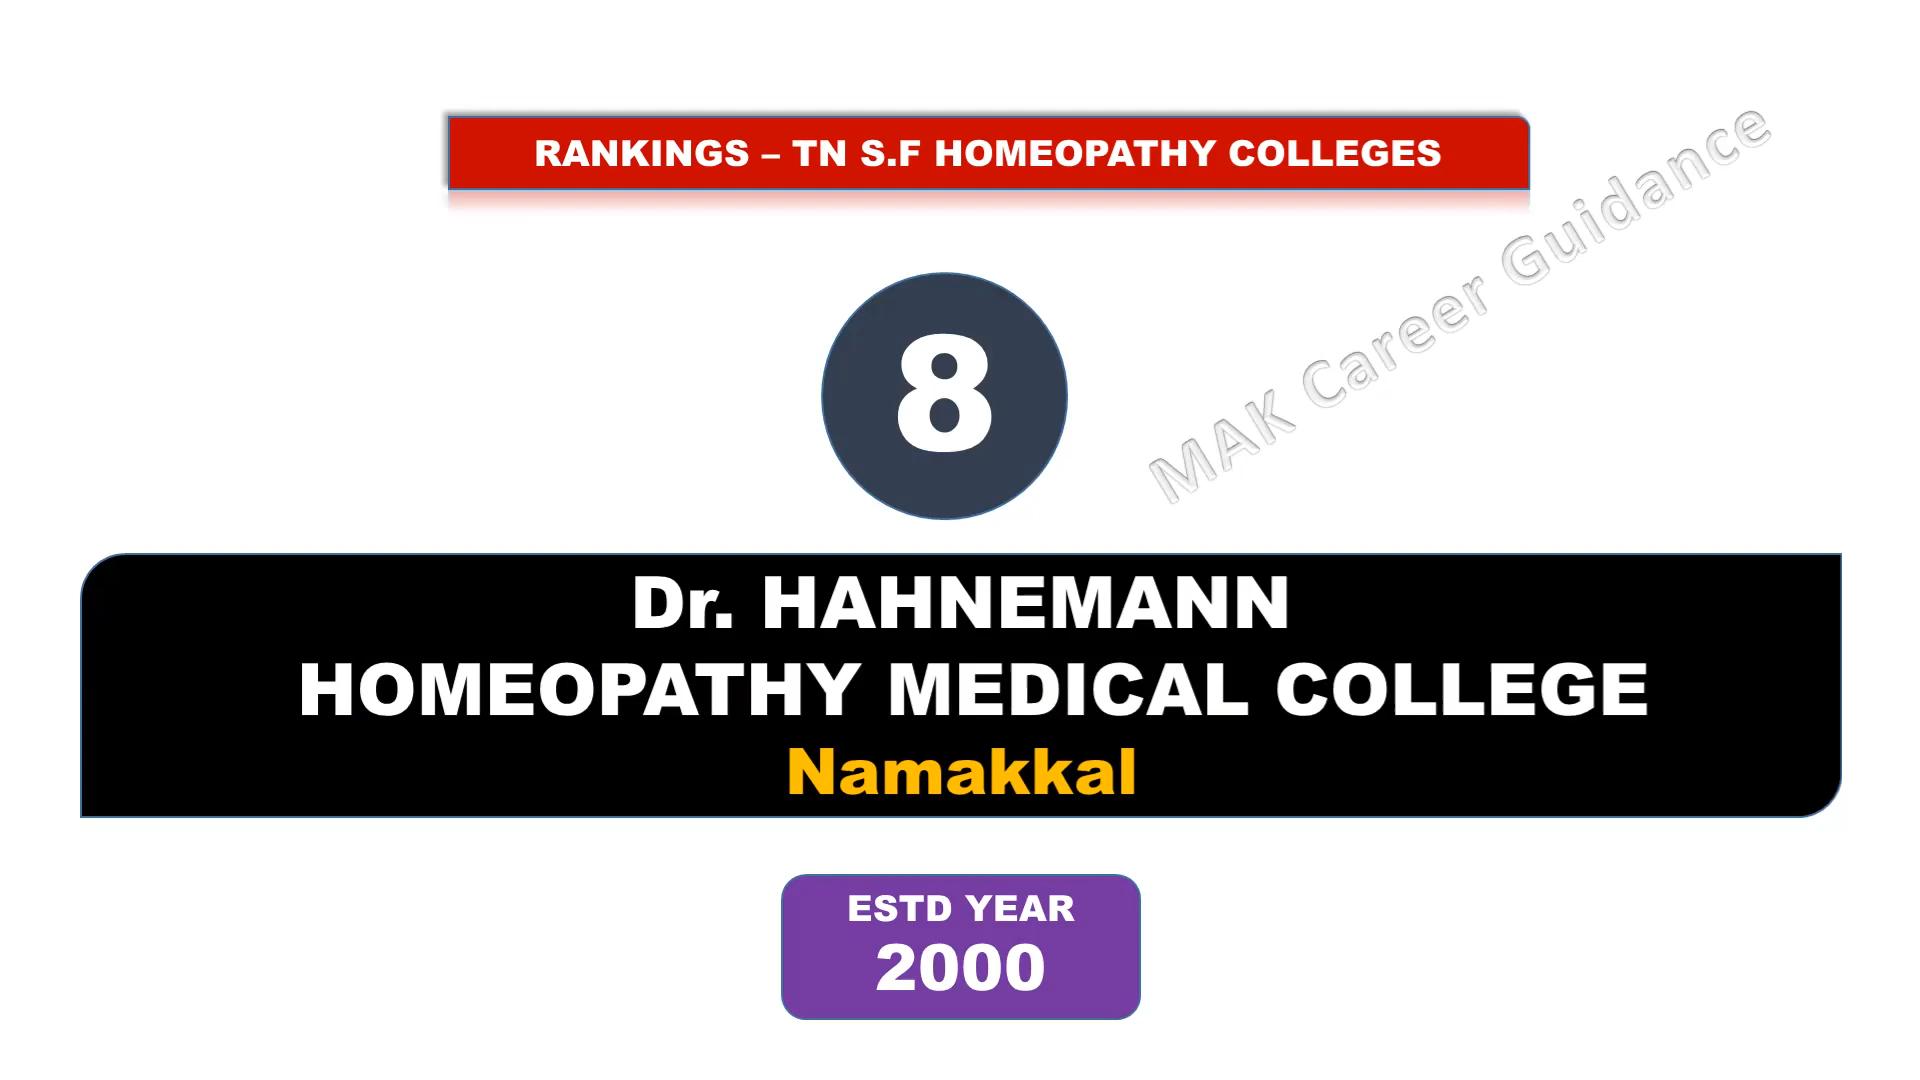 RANKINGS – TN S.F HOMEOPATHY COLLEGES
MAK Career Guidance
8
Dr. HAHNEMANN
HOMEOPATHY MEDICAL COLLEGE
Namakkal
ESTD YEAR
2000